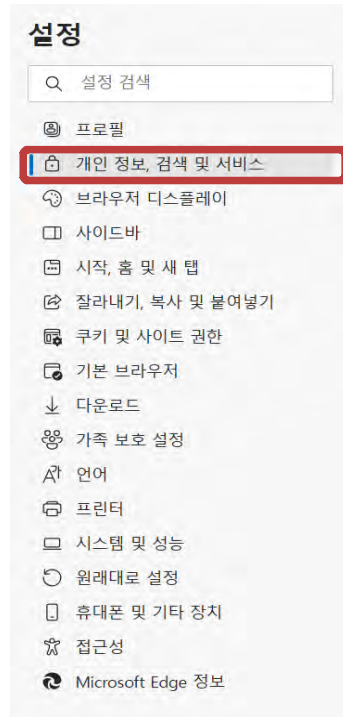 설정
설정 검색
프로필
개인 정보, 검색 및 서비스
브라우저 디스플레이
사이드바
시작, 홈 및 새 탭
잘라내기, 복사 및 붙여넣기
쿠키 및 사이트 권한
기본 브라우저
다운로드
가족 보호 설정
언어
프린터
시스템 및 성능
원래대로 설정
휴대폰 및 기타 장치
접근성
Microsoft Edge 정보